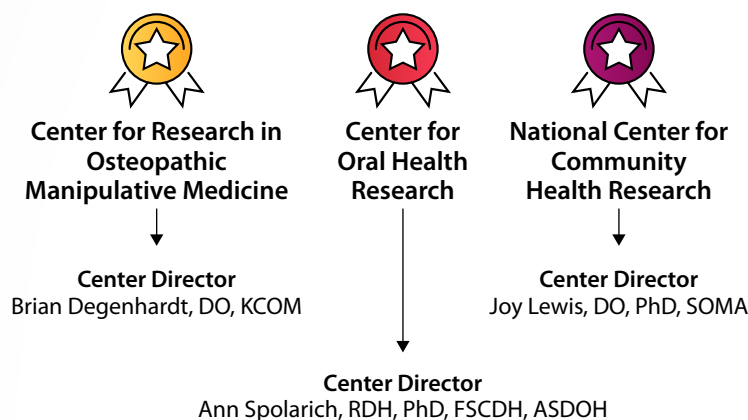 Center for Research in
Osteopathic
Manipulative Medicine
Center Director
Brian Degenhardt, DO, KCOM
Center for
Oral Health
Research
Center Director
Ann Spolarich, RDH, PhD, FSCDH, ASDOH
National Center for
Community
Health Research
Center Director
Joy Lewis, DO, PhD, SOMA